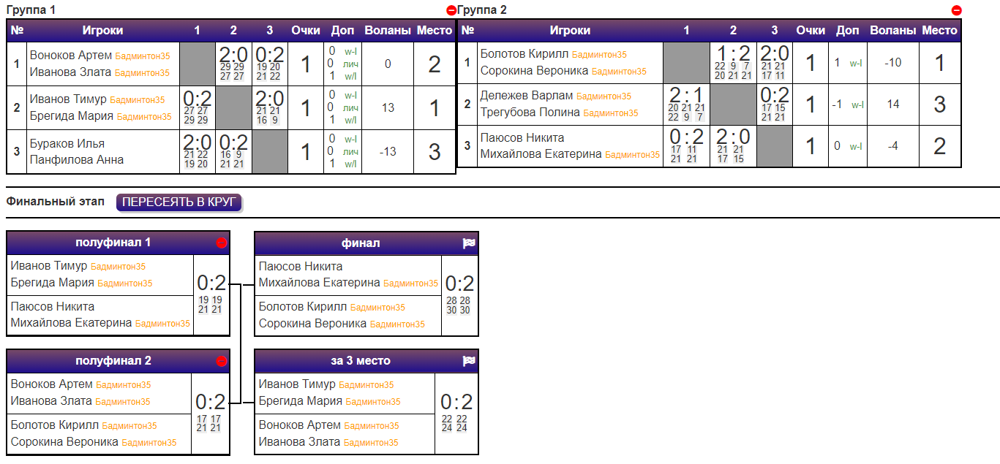 Группа 1
№ Игроки 1 2 3 Очки Доп Воланы Место
1 Воноков Артем Бадминтон35 2:0 0:2 1 0 w-l 0 2
Иванова Злата Бадминтон35 29 29 19 20 0 лич
27 27 21 22 1 w/l
2 Иванов Тимур Бадминтон35 0:2 2:0 1 0 w-l 13 1
Брегида Мария Бадминтон35 27 27 21 21 0 лич
29 29 16 9 1 w/l
3 Бураков Илья 2:0 0:2 1 0 w-l -13 3
Панфилова Анна 21 22 16 9 0 лич
19 20 21 21 1 w/l
Группа 2
№ Игроки 1 2 3 Очки Доп Воланы Место
1 Болотов Кирилл Бадминтон35 1:2 2:0 1 1 w-l -10 1
Сорокина Вероника Бадминтон35 22 9 7 21 21
20 21 21 17 11
2 Дележев Варлам Бадминтон35 2:1 0:2 1 -1 w-l 14 3
Трегубова Полина Бадминтон35 20 21 21 17 15
22 9 7 21 21
3 Паюсов Никита 0:2 2:0 1 0 w-l -4 2
Михайлова Екатерина Бадминтон35 17 11 21 21
21 21 17 15
Финальный этап ПЕРЕСЕЯТЬ В КРУГ
полуфинал 1
Иванов Тимур Бадминтон35
Брегида Мария Бадминтон35
0:2
19 19
21 21
Паюсов Никита
Михайлова Екатерина Бадминтон35
финал
Паюсов Никита
Михайлова Екатерина Бадминтон35
0:2
28 28
30 30
Болотов Кирилл Бадминтон35
Сорокина Вероника Бадминтон35
полуфинал 2
Воноков Артем Бадминтон35
Иванова Злата Бадминтон35
0:2
17 17
21 21
Болотов Кирилл Бадминтон35
Сорокина Вероника Бадминтон35
за 3 место
Иванов Тимур Бадминтон35
Брегида Мария Бадминтон35
0:2
22 22
24 24
Воноков Артем Бадминтон35
Иванова Злата Бадминтон35